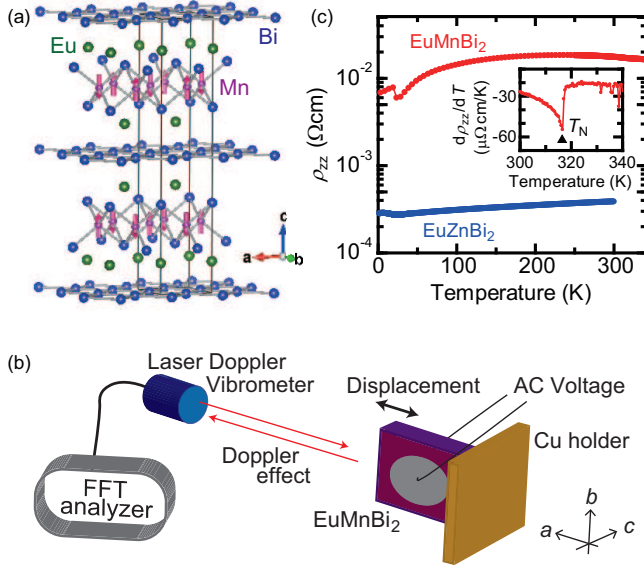 (a)
Eu
Bi
Mn
c
a
b
(c)
EuMnBi₂
EuZnBi₂
ρzz (Ωcm)
10⁻²
10⁻³
10⁻⁴
0
100
200
300
Temperature (K)
dρzz/dT
(μΩcm/K)
-30
-60
TN
300
320
340
Temperature (K)
(b)
Laser Doppler
Vibrometer
Doppler
effect
FFT
analyzer
Displacement
AC Voltage
Cu holder
EuMnBi₂
b
a
c